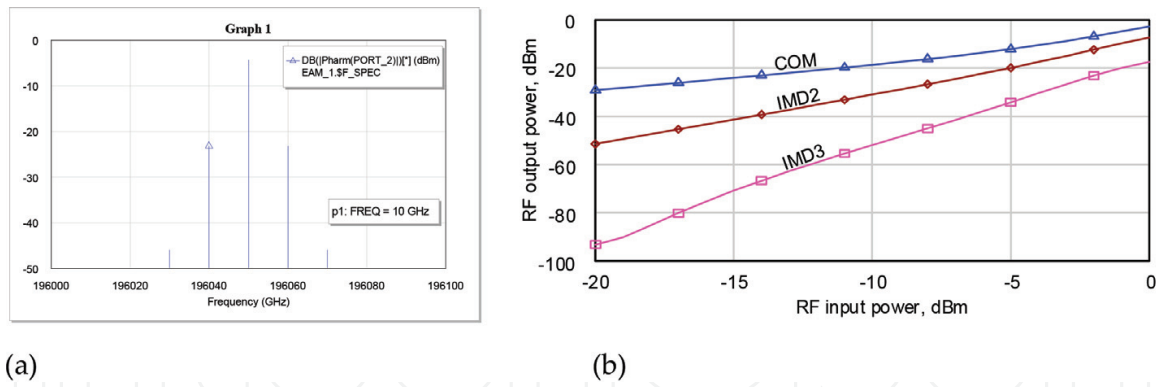 Graph 1
0
-10
-20
-30
-40
-50
DB(|Pharm(PORT_2)|)[*] (dBm)
EAM_1.$F_SPEC
p1: FREQ = 10 GHz
196000 196020 196040 196060 196080 196100
Frequency (GHz)
(a)
RF output power, dBm
0
-20
-40
-60
-80
-100
COM
IMD2
IMD3
-20 -15 -10 -5 0
RF input power, dBm
(b)